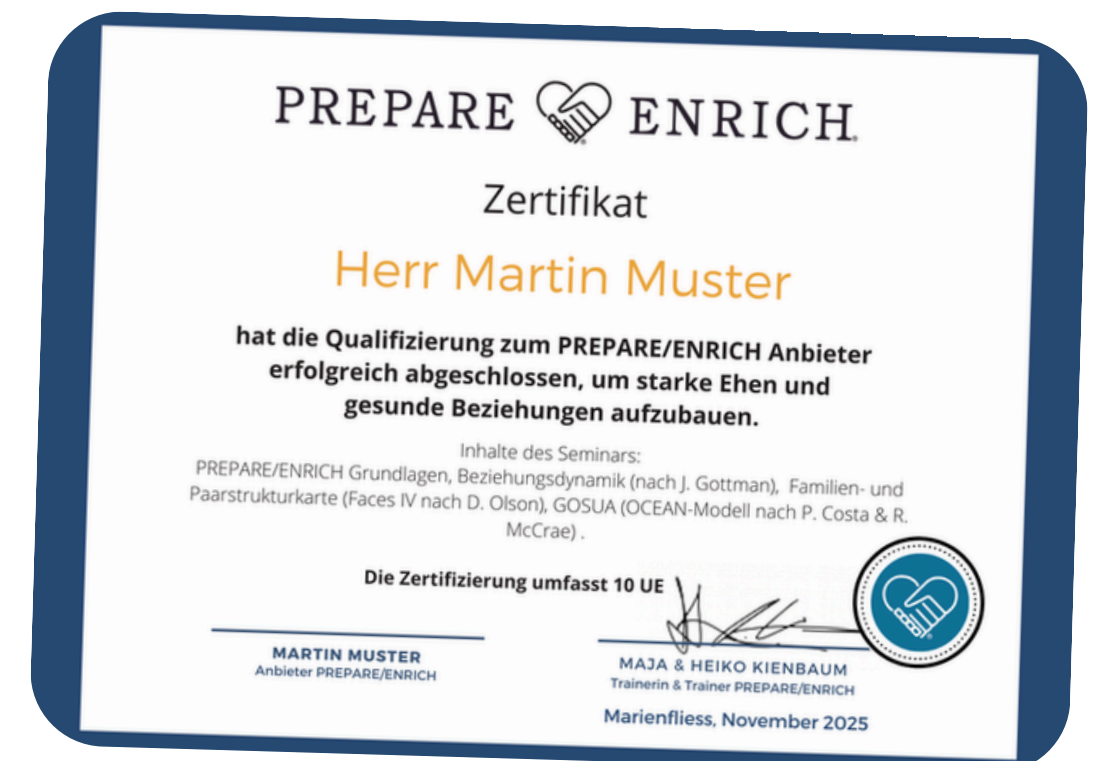 PREPARE ENRICH®
Zertifikat
Herr Martin Muster
hat die Qualifizierung zum PREPARE/ENRICH Anbieter
erfolgreich abgeschlossen, um starke Ehen und
gesunde Beziehungen aufzubauen.
Inhalte des Seminars:
PREPARE/ENRICH Grundlagen, Beziehungsdynamik (nach J. Gottman), Familien- und
Paarstrukturkarte (Faces IV nach D. Olson), GOSUA (OCEAN-Modell nach P. Costa & R.
McCrae) .
Die Zertifizierung umfasst 10 UE
MARTIN MUSTER
Anbieter PREPARE/ENRICH
MAJA & HEIKO KIENBAUM
Trainerin & Trainer PREPARE/ENRICH
Marienfliess, November 2025